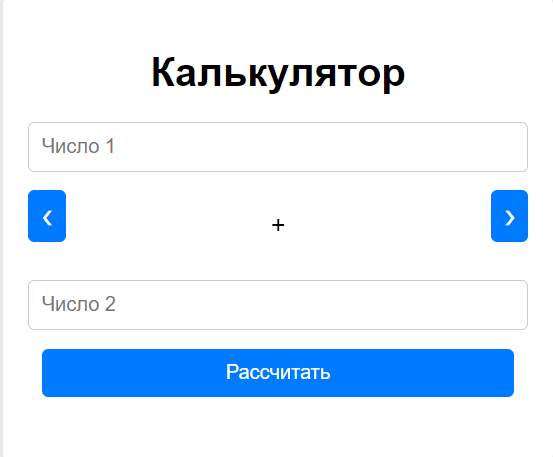 Калькулятор
Число 1
‹ + ›
Число 2
Рассчитать